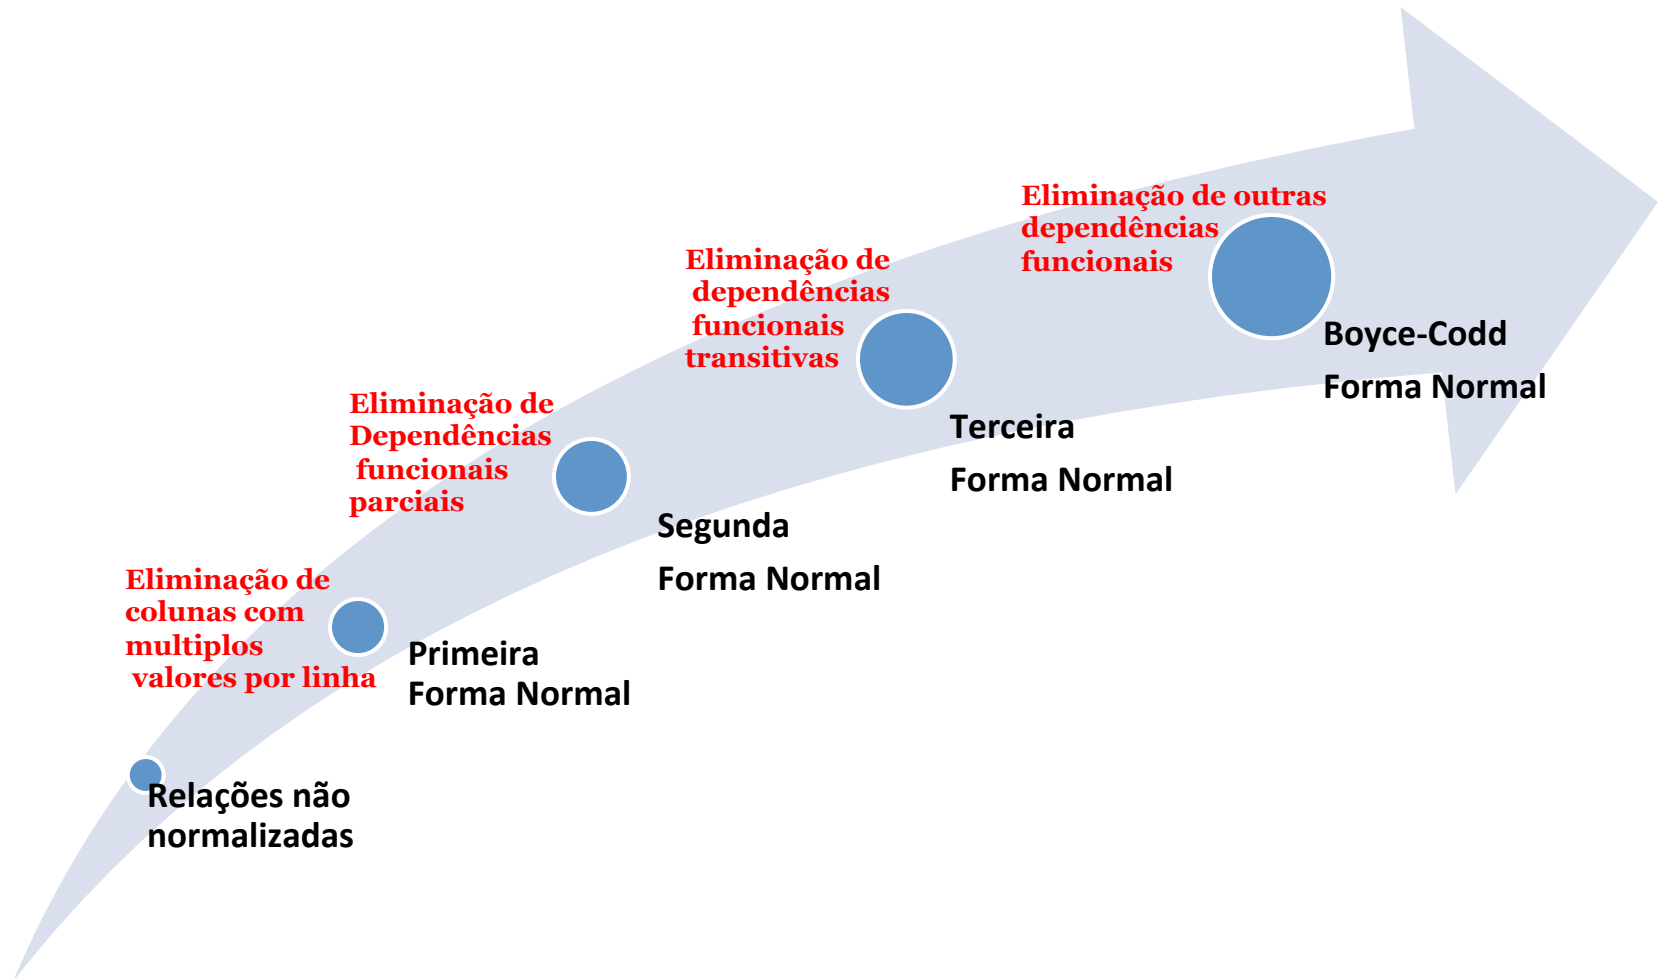 Eliminação de outras
dependências
funcionais
Boyce-Codd
Forma Normal
Eliminação de
dependências
funcionais
transitivas
Terceira
Forma Normal
Eliminação de
Dependências
funcionais
parciais
Segunda
Forma Normal
Eliminação de
colunas com
multiplos
valores por linha
Primeira
Forma Normal
Relações não
normalizadas